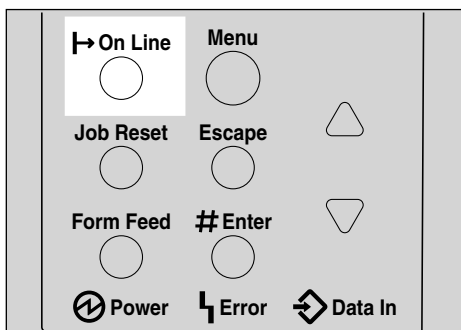 On Line Menu
Job Reset Escape
Form Feed # Enter
Power Error Data In